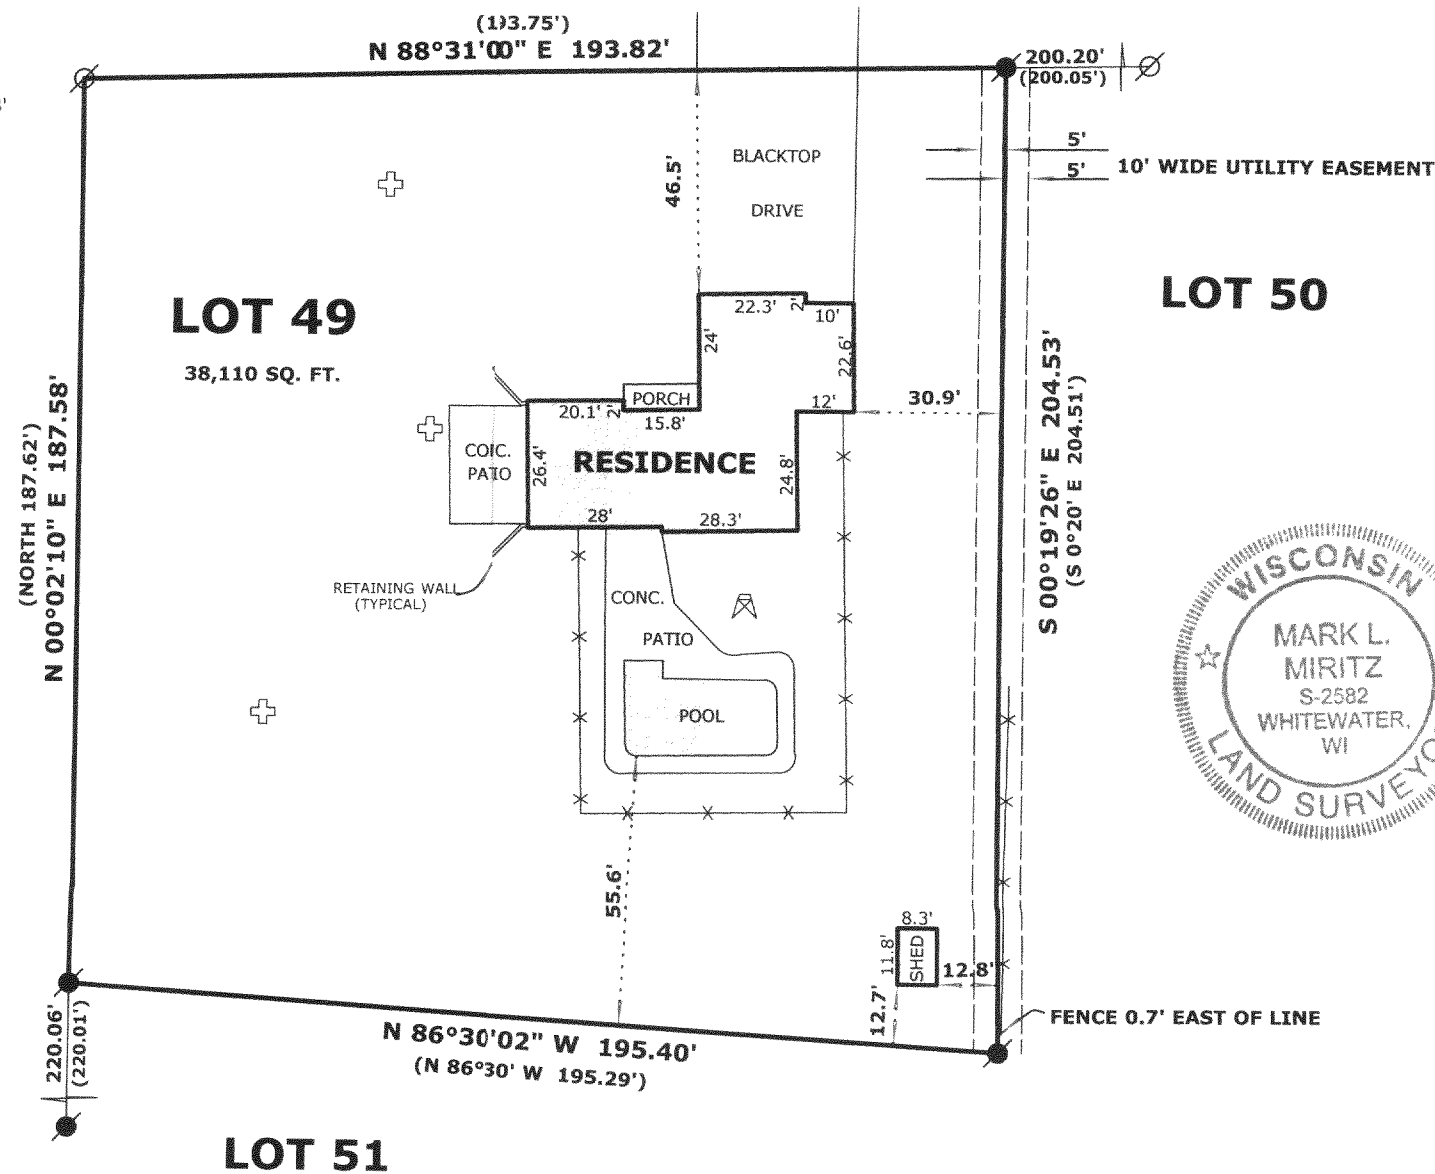 (193.75')
N 88°31'00" E 193.82'
200.20'
(200.05')
5'
5'
10' WIDE UTILITY EASEMENT
BLACKTOP
DRIVE
46.5'
LOT 49
38,110 SQ. FT.
LOT 50
22.3'
2'
10'
24'
22.6'
PORCH
20.1'
2'
15.8'
12'
30.9'
CONC.
PATIO
26.4'
RESIDENCE
24.8'
28'
28.3'
(NORTH 187.62')
N 00°02'10" E 187.58'
S 00°19'26" E 204.53'
(S 0°20' E 204.51')
RETAINING WALL
(TYPICAL)
CONC.
PATIO
POOL
WISCONSIN
MARK L.
MIRITZ
S-2582
WHITEWATER,
WI
LAND SURVEYO
55.6'
8.3'
11.8'
SHED
12.8'
12.7'
FENCE 0.7' EAST OF LINE
N 86°30'02" W 195.40'
(N 86°30' W 195.29')
220.06'
(220.01')
LOT 51